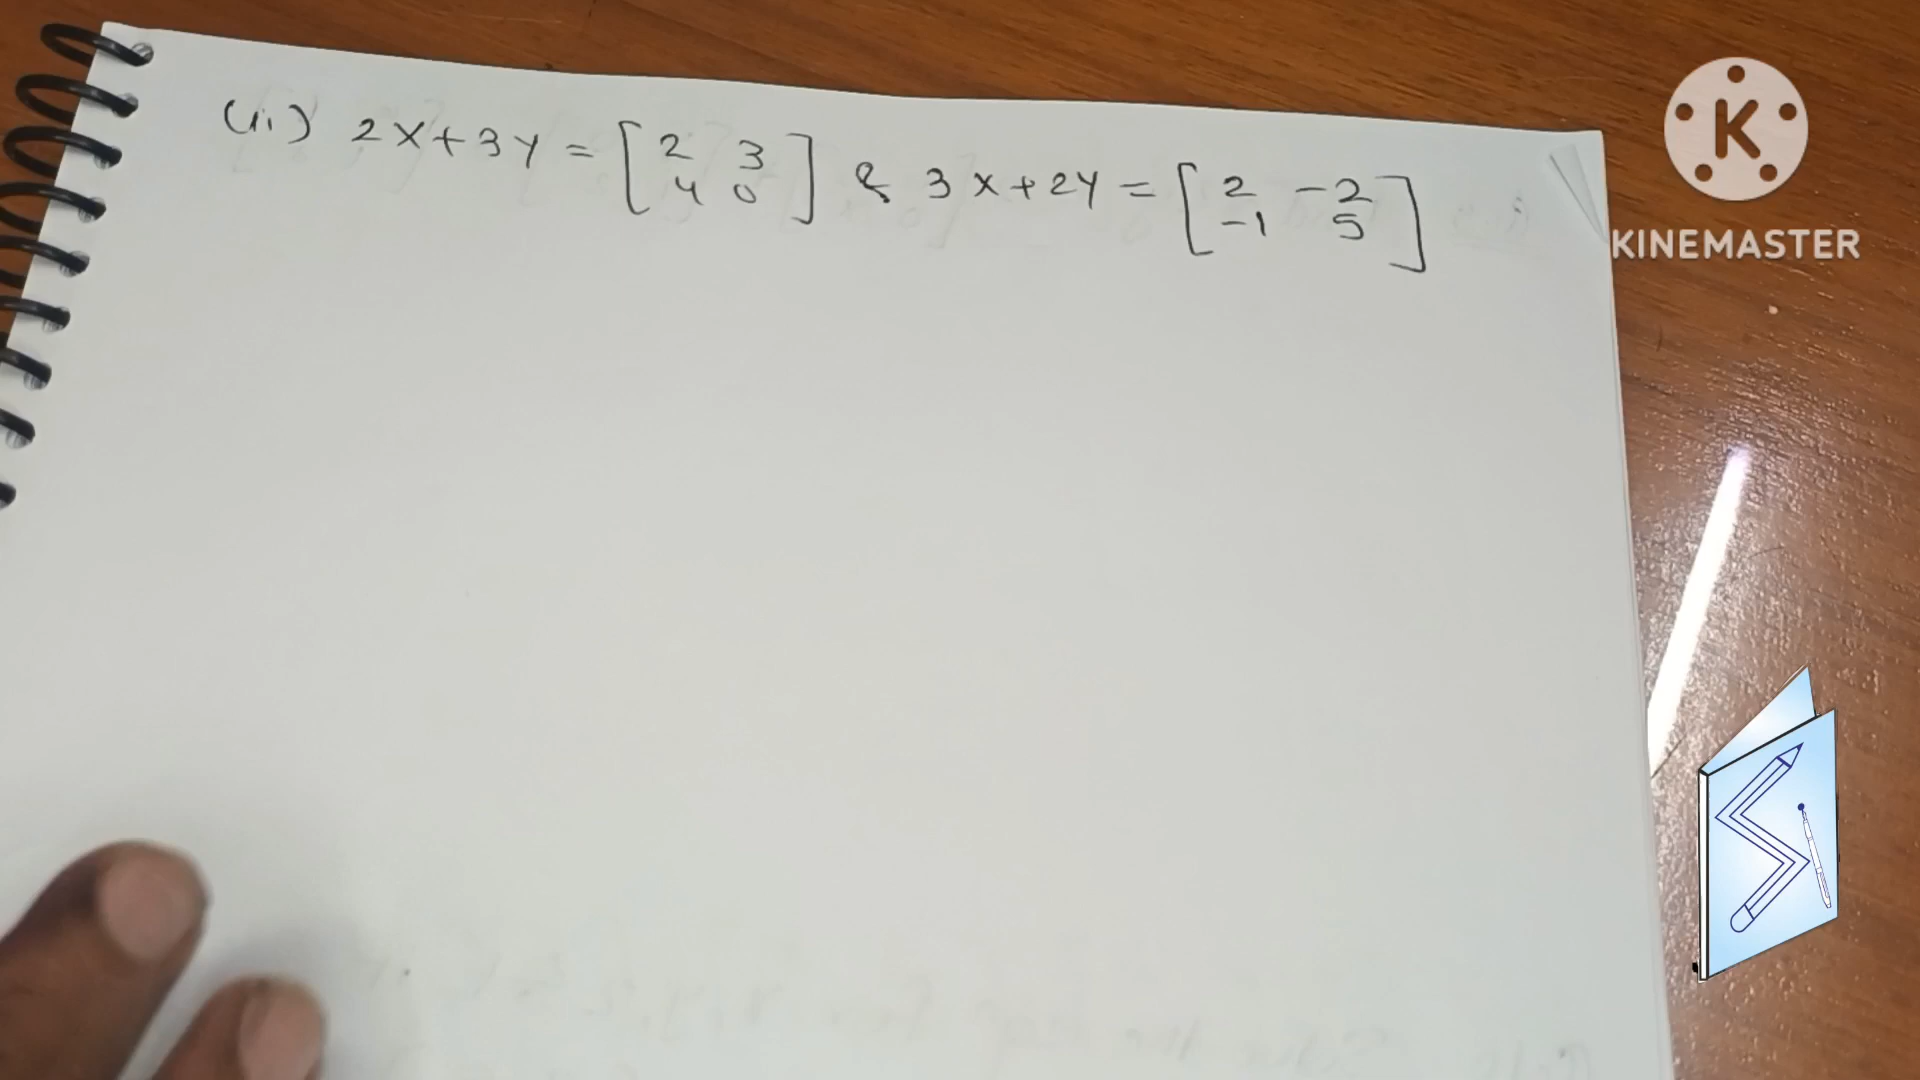 (ii) 2x+3y = [2 3 4 0] & 3x+2y = [2 -2 -1 5]
K
KINEMASTER